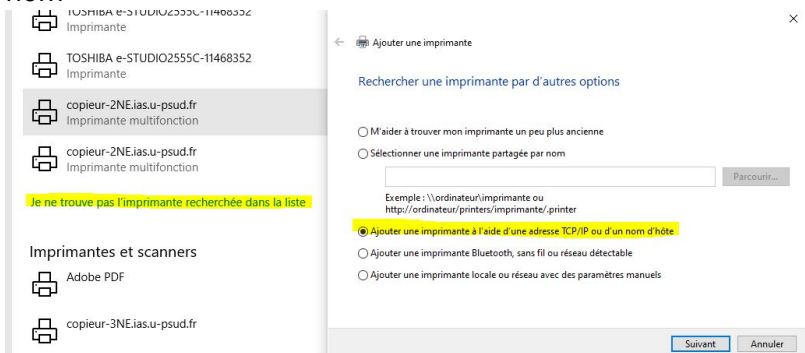 TOSHIBA e-STUDIO2555C-11468352
Imprimante
TOSHIBA e-STUDIO2555C-11468352
Imprimante
copieur-2NE.ias.u-psud.fr
Imprimante multifonction
copieur-2NE.ias.u-psud.fr
Imprimante multifonction
Je ne trouve pas l'imprimante recherchée dans la liste
Imprimantes et scanners
Adobe PDF
copieur-3NE.ias.u-psud.fr
Ajouter une imprimante
Rechercher une imprimante par d'autres options
M'aider à trouver mon imprimante un peu plus ancienne
Sélectionner une imprimante partagée par nom
Parcourir...
Exemple : \\ordinateur\imprimante ou
http://ordinateur/printers/imprimante/.printer
Ajouter une imprimante à l'aide d'une adresse TCP/IP ou d'un nom d'hôte
Ajouter une imprimante Bluetooth, sans fil ou réseau détectable
Ajouter une imprimante locale ou réseau avec des paramètres manuels
Suivant
Annuler